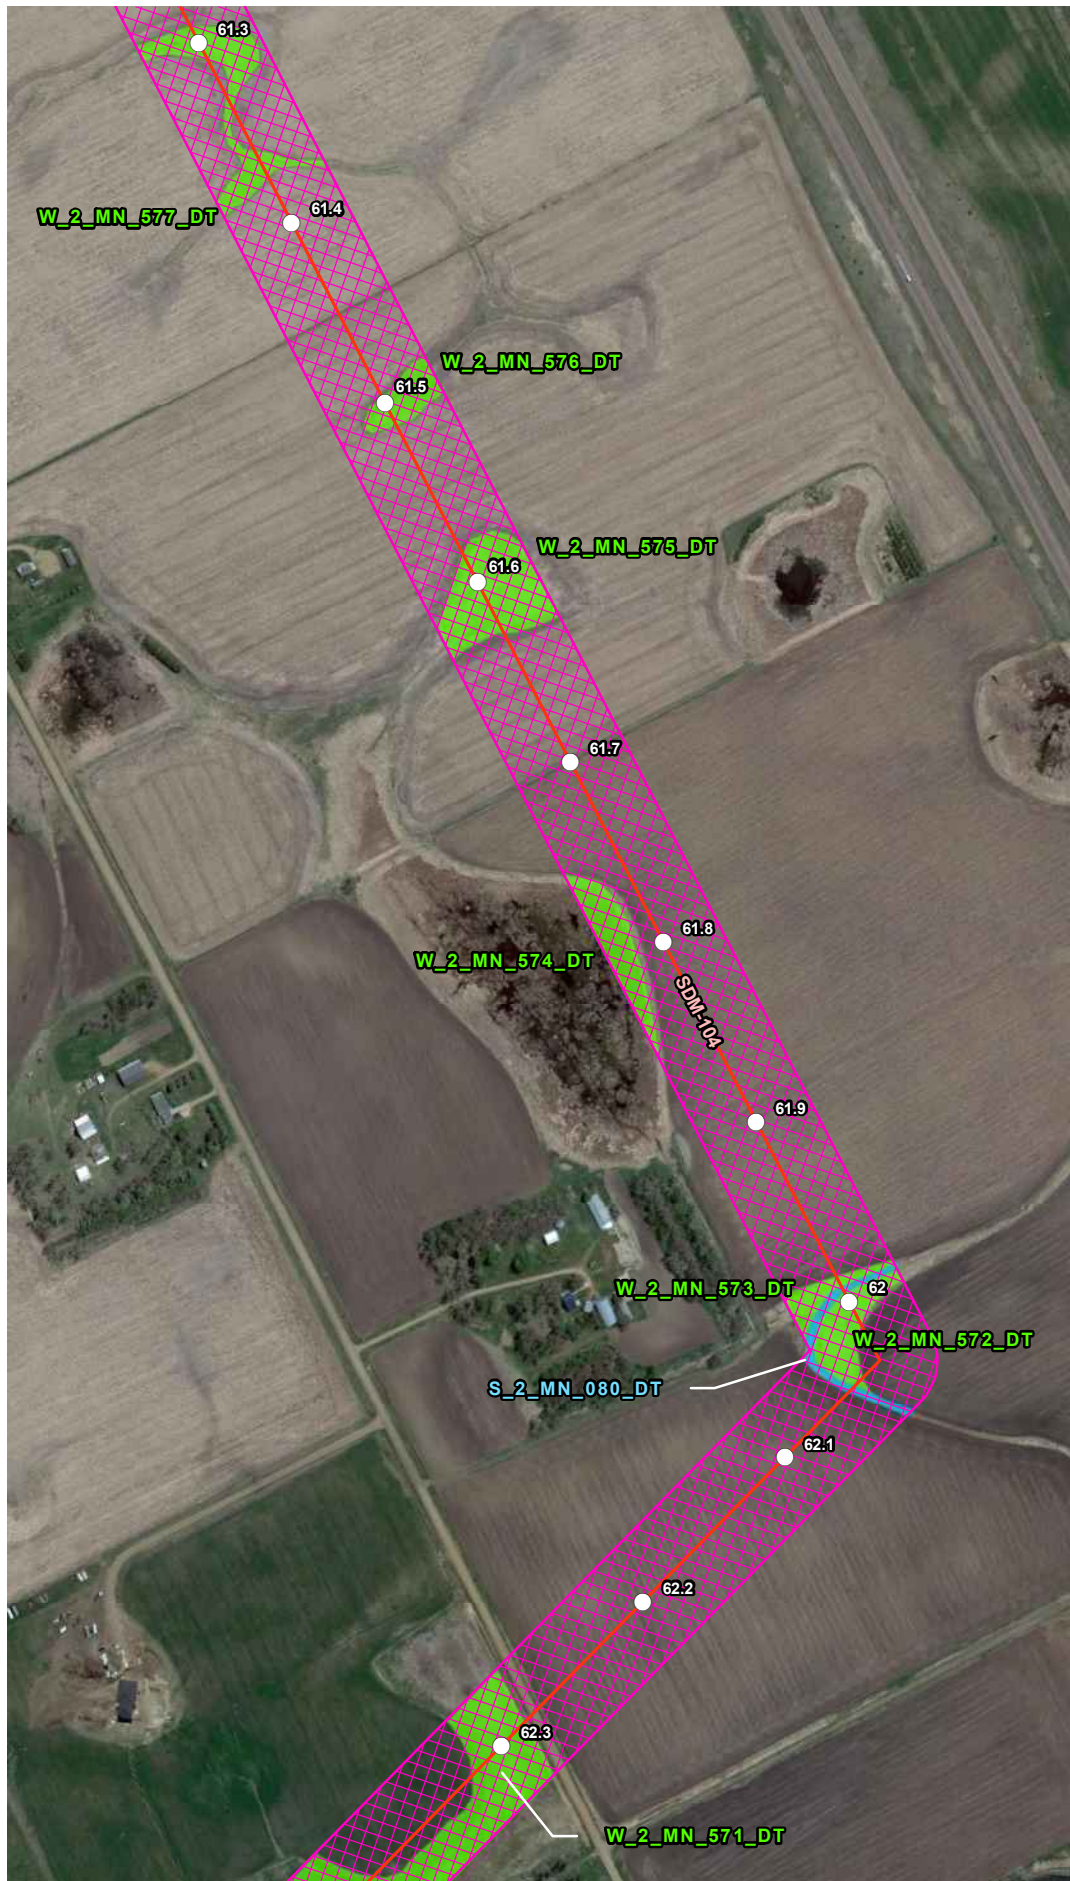 61.3
W_2_MN_577_DT
61.4
W_2_MN_576_DT
61.5
W_2_MN_575_DT
61.6
61.7
61.8
W_2_MN_574_DT
SDM-104
61.9
W_2_MN_573_DT
62
W_2_MN_572_DT
S_2_MN_080_DT
62.1
62.2
62.3
W_2_MN_571_DT